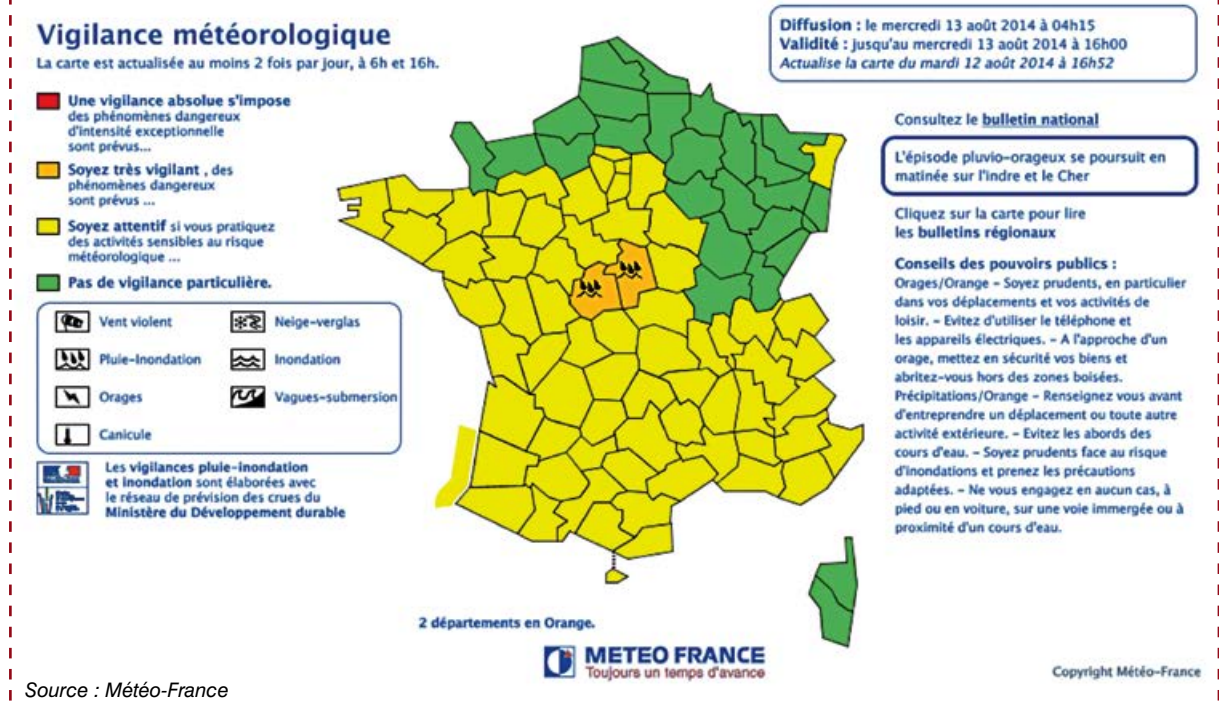 Vigilance météorologique
La carte est actualisée au moins 2 fois par jour, à 6h et 16h.
Une vigilance absolue s'impose
des phénomènes dangereux
d'intensité exceptionnelle
sont prévus...
Soyez très vigilant , des
phénomènes dangereux
sont prévus ...
Soyez attentif si vous pratiquez
des activités sensibles au risque
météorologique ...
Pas de vigilance particulière.
Vent violent
Neige-verglas
Pluie-Inondation
Inondation
Orages
Vagues-submersion
Canicule
Les vigilances pluie-inondation
et inondation sont élaborées avec
le réseau de prévision des crues du
Ministère du Développement durable
Diffusion : le mercredi 13 août 2014 à 04h15
Validité : jusqu'au mercredi 13 août 2014 à 16h00
Actualise la carte du mardi 12 août 2014 à 16h52
Consultez le bulletin national
L'épisode pluvio-orageux se poursuit en
matinée sur l'indre et le Cher
Cliquez sur la carte pour lire
les bulletins régionaux
Conseils des pouvoirs publics :
Orages/Orange – Soyez prudents, en particulier
dans vos déplacements et vos activités de
loisir. – Evitez d'utiliser le téléphone et
les appareils électriques. – A l'approche d'un
orage, mettez en sécurité vos biens et
abritez-vous hors des zones boisées.
Précipitations/Orange – Renseignez vous avant
d'entreprendre un déplacement ou toute autre
activité extérieure. – Evitez les abords des
cours d'eau. – Soyez prudents face au risque
d'inondations et prenez les précautions
adaptées. – Ne vous engagez en aucun cas, à
pied ou en voiture, sur une voie immergée ou à
proximité d'un cours d'eau.
2 départements en Orange.
METEO FRANCE
Toujours un temps d'avance
Copyright Météo-France
Source : Météo-France